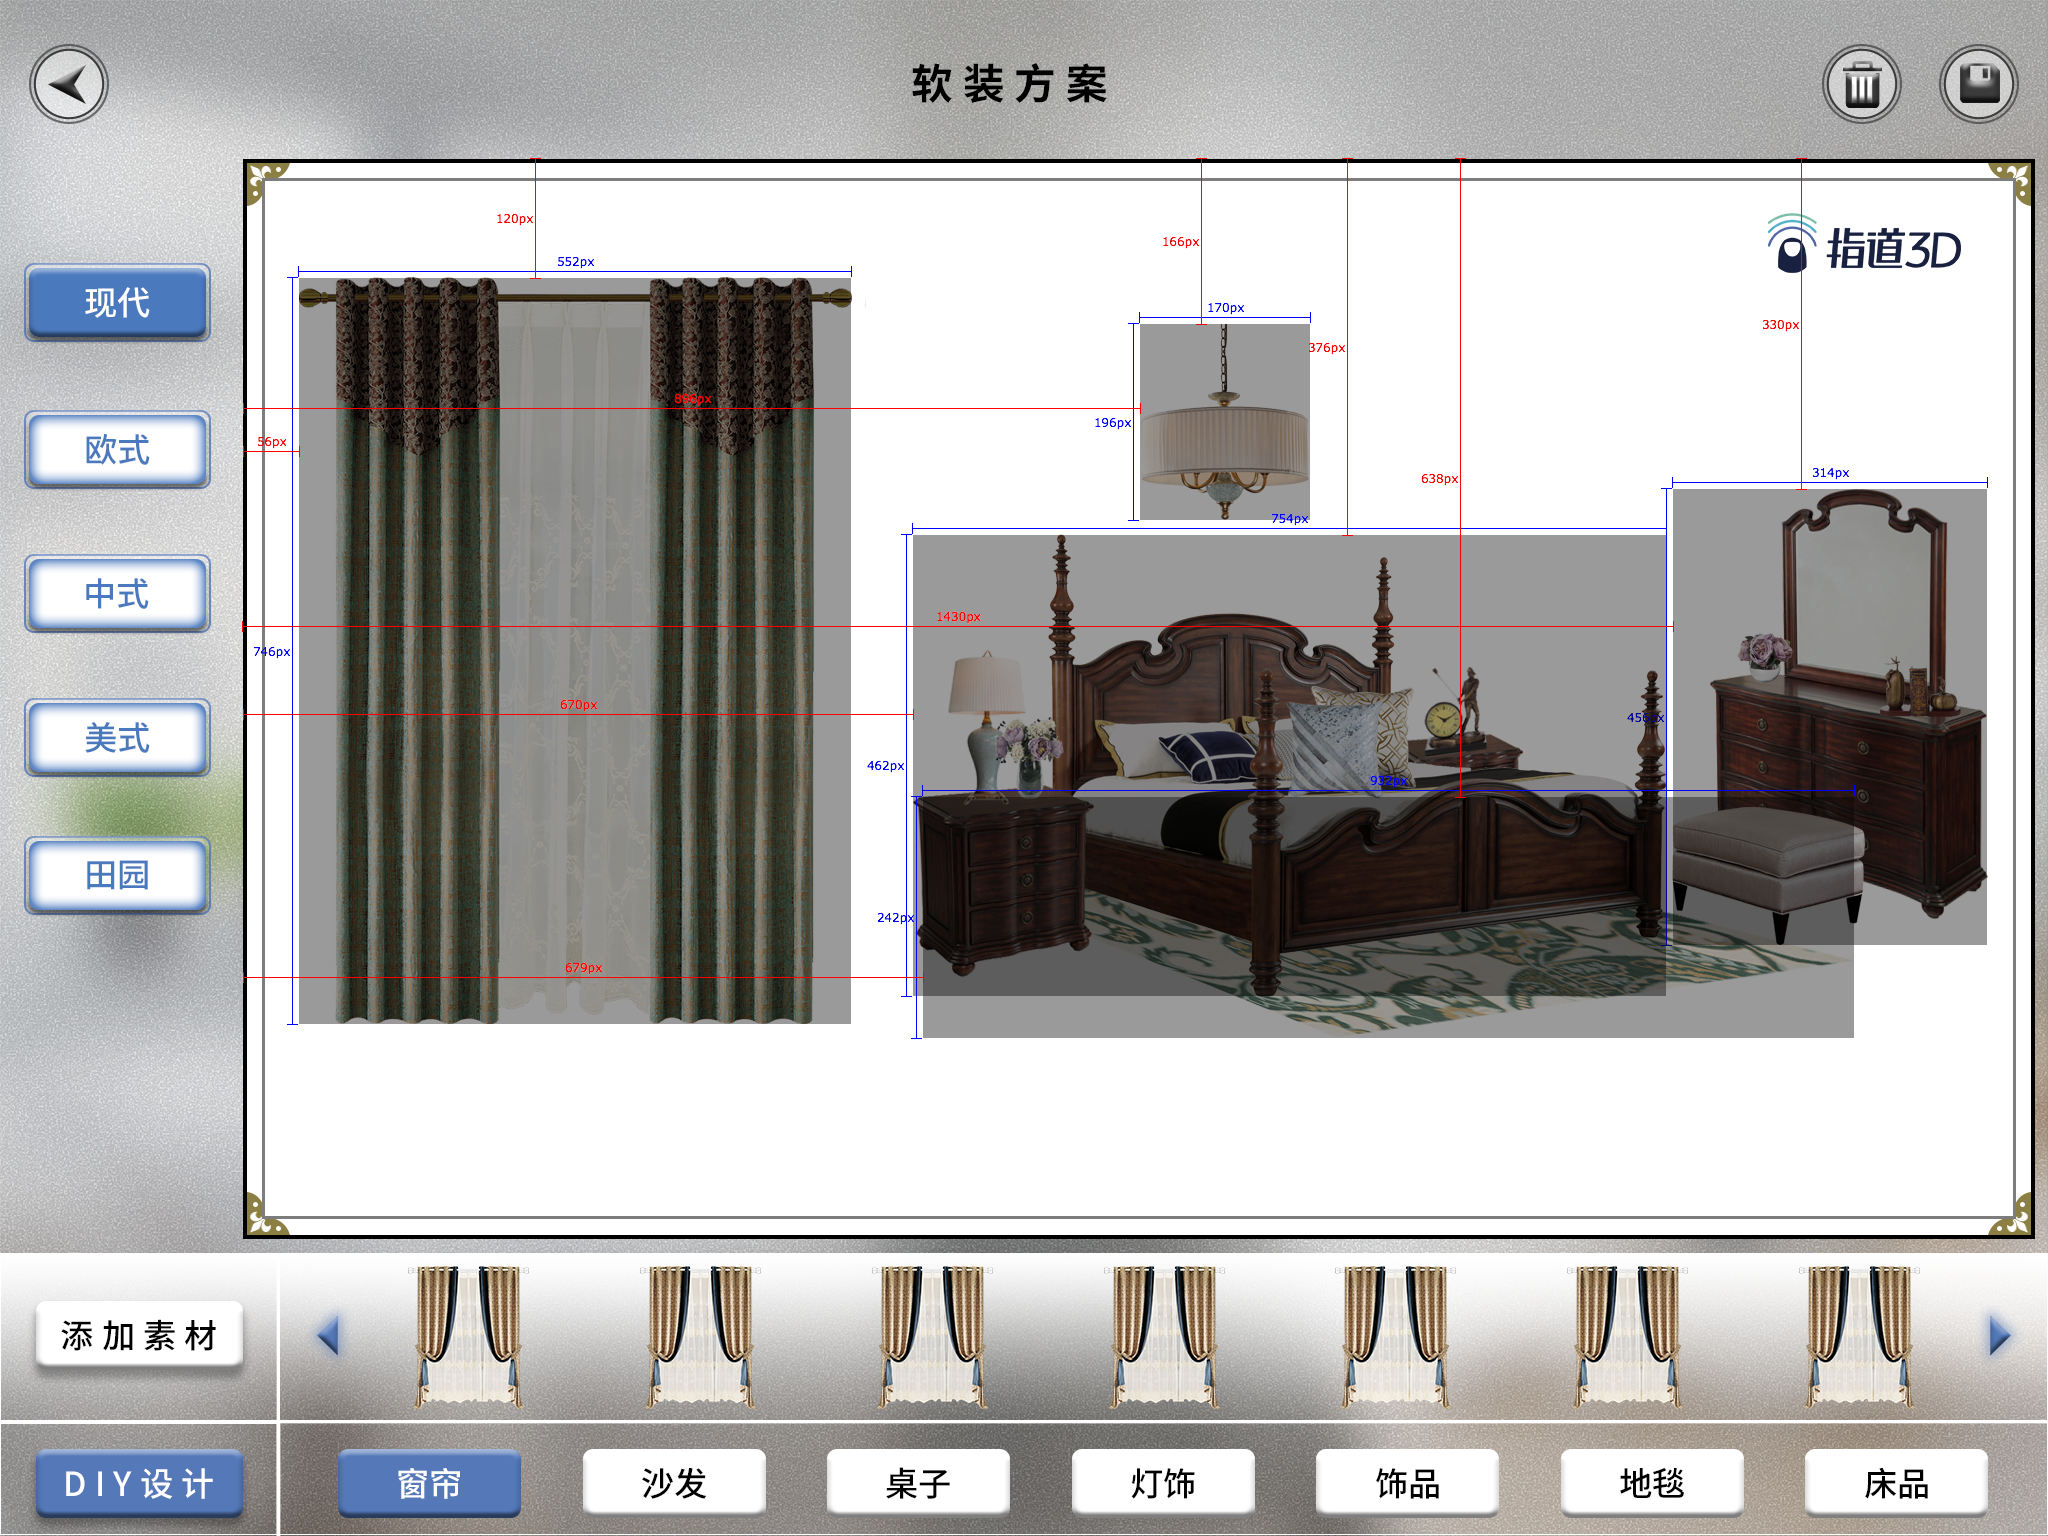 软装方案
指道3D
现代
欧式
中式
美式
田园
120px
552px
166px
170px
376px
330px
56px
196px
638px
314px
754px
1430px
746px
670px
462px
242px
679px
添加素材
DIY设计
窗帘
沙发
桌子
灯饰
饰品
地毯
床品